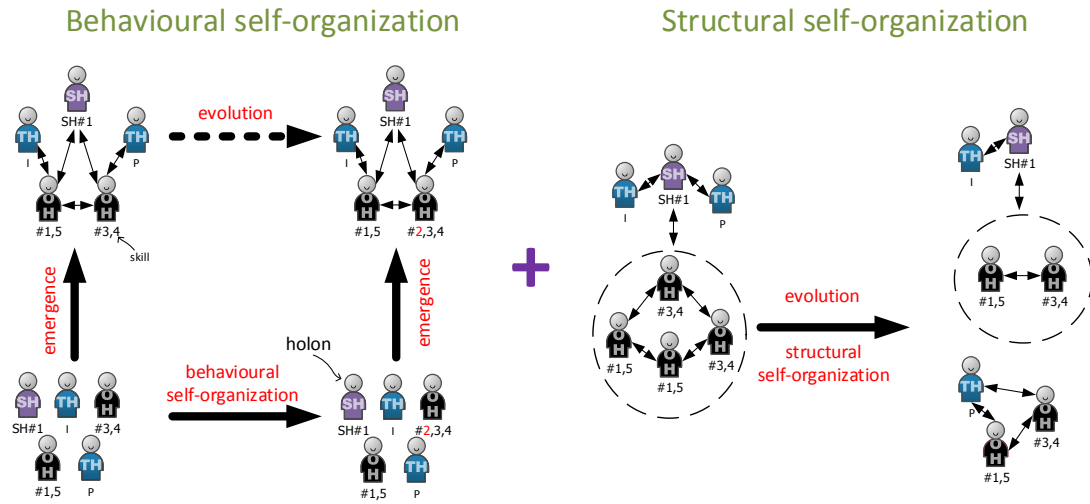 Behavioural self-organization
Structural self-organization
SH
SH#1
TH
I
TH
P
OH
#1,5
OH
#3,4
skill
evolution
SH
SH#1
TH
I
TH
P
OH
#1,5
OH
#2,3,4
emergence
emergence
SH
SH#1
TH
I
OH
#3,4
OH
#1,5
TH
P
behavioural
self-organization
holon
SH
SH#1
TH
I
OH
#2,3,4
OH
#1,5
TH
P
+
SH
SH#1
TH
I
TH
P
OH
#3,4
OH
#1,5
OH
#3,4
OH
#1,5
evolution
structural
self-organization
SH
SH#1
TH
I
OH
#1,5
OH
#3,4
TH
P
OH
#3,4
OH
#1,5